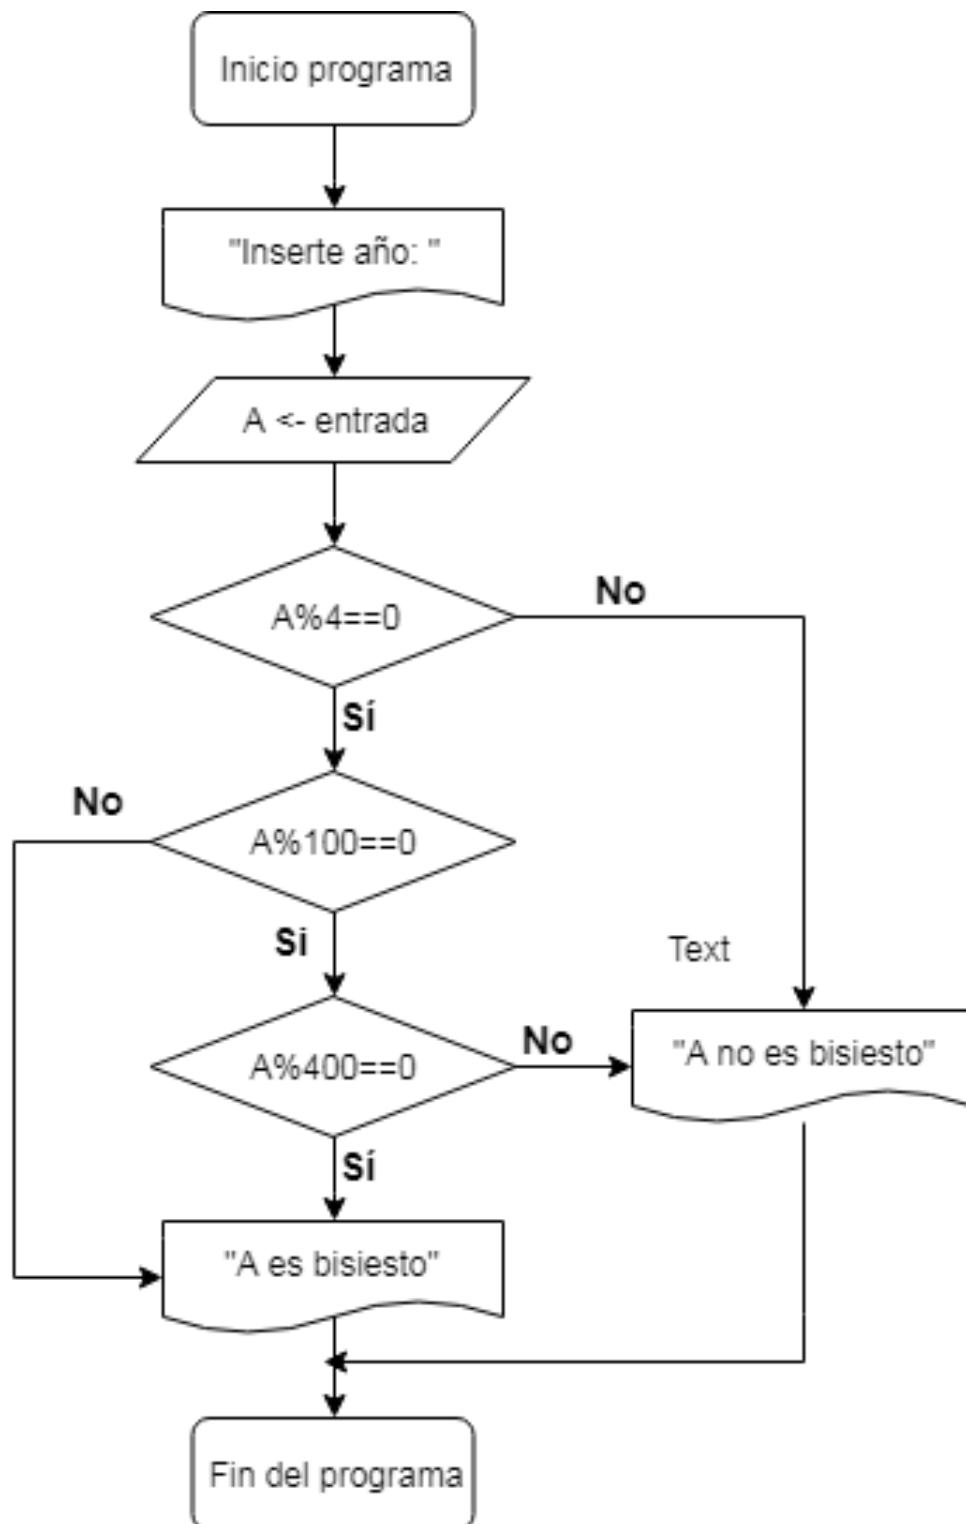 Inicio programa
"Inserte año: "
A <- entrada
No
A%4==0
Sí
No
A%100==0
Si
Text
No
"A no es bisiesto"
A%400==0
Sí
"A es bisiesto"
Fin del programa